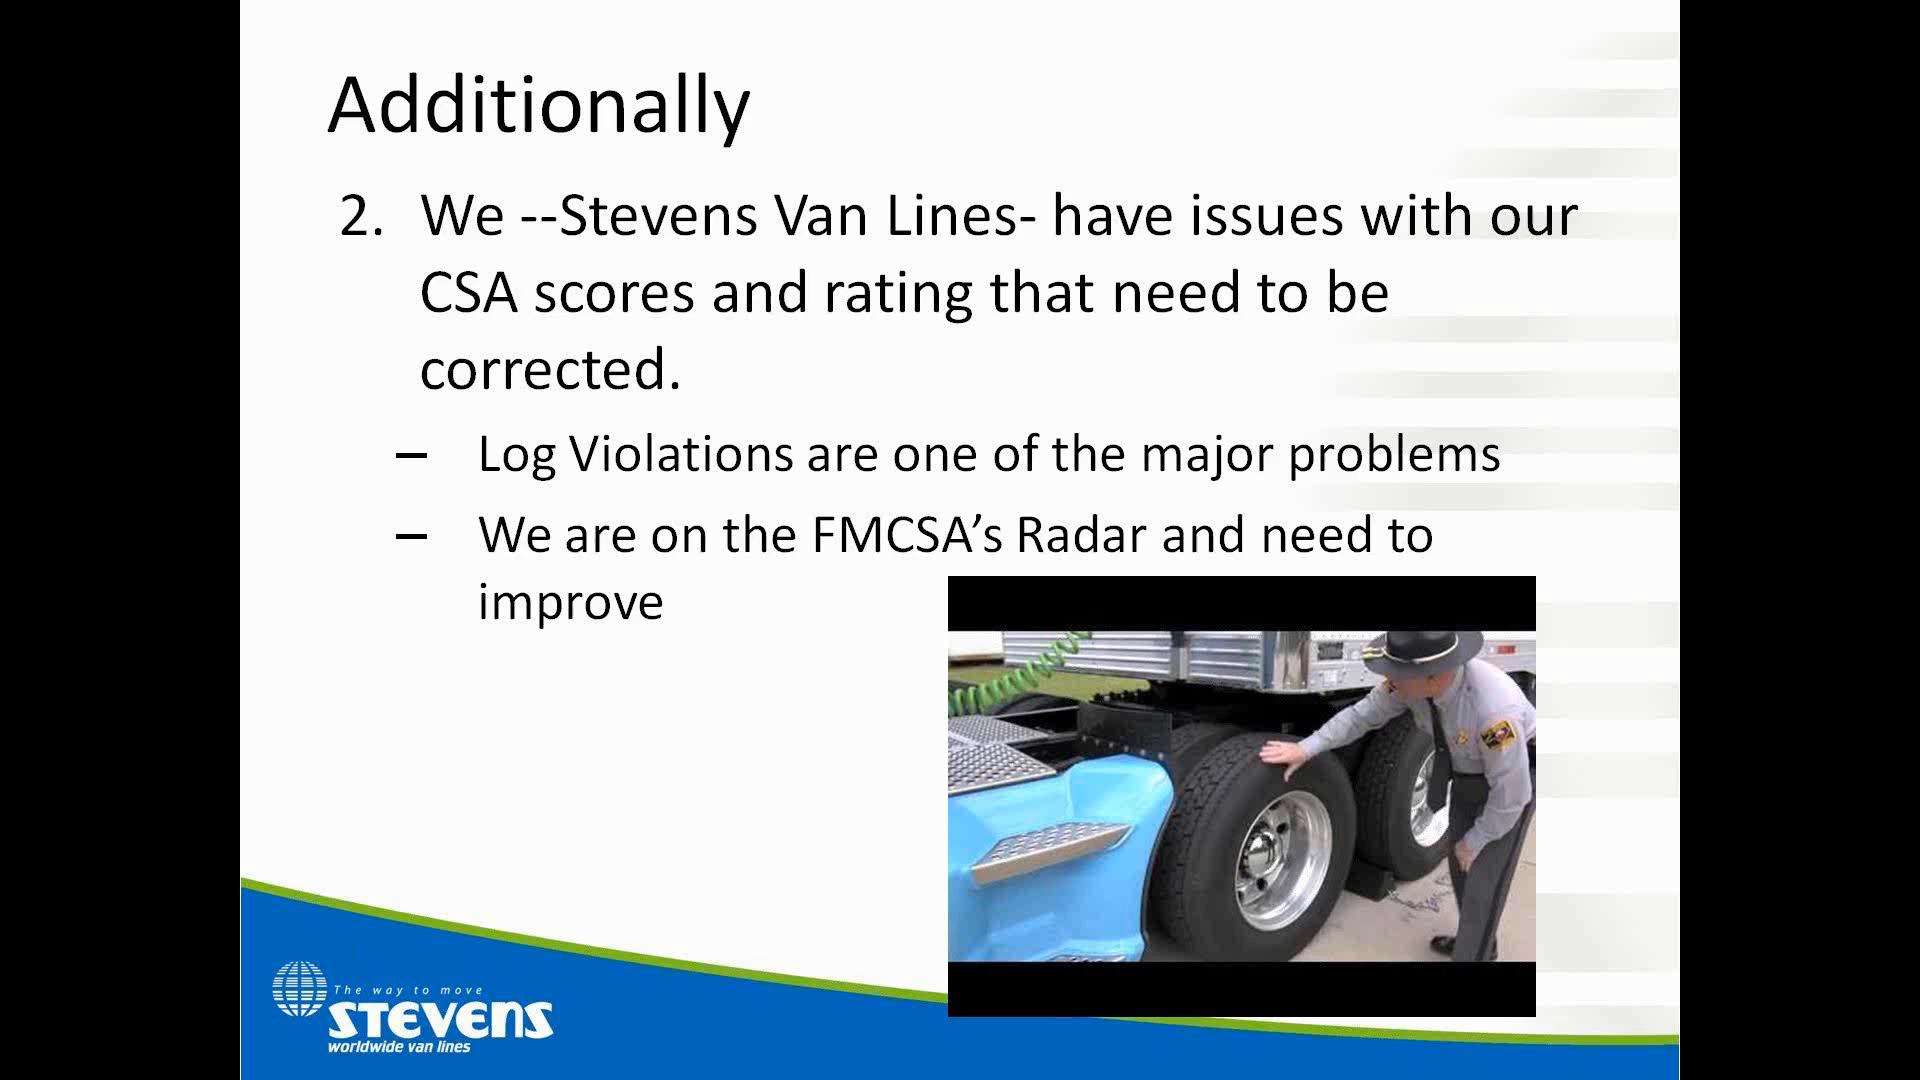 Additionally
2. We --Stevens Van Lines- have issues with our
CSA scores and rating that need to be
corrected.
– Log Violations are one of the major problems
– We are on the FMCSA’s Radar and need to
improve
The way to move
STEVENS
worldwide van lines